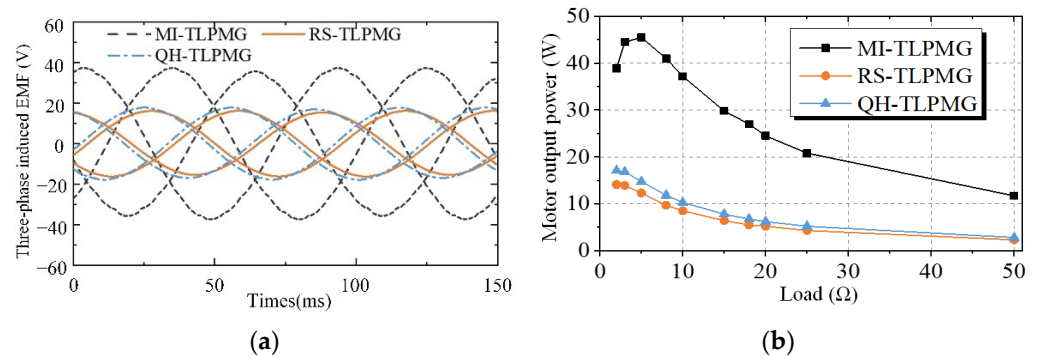 60
40
20
0
−20
−40
−60
Three-phase induced EMF (V)
MI-TLPMG
RS-TLPMG
QH-TLPMG
0
50
100
150
Times(ms)
(a)
50
40
30
20
10
0
Motor output power (W)
MI-TLPMG
RS-TLPMG
QH-TLPMG
0
10
20
30
40
50
Load (Ω)
(b)